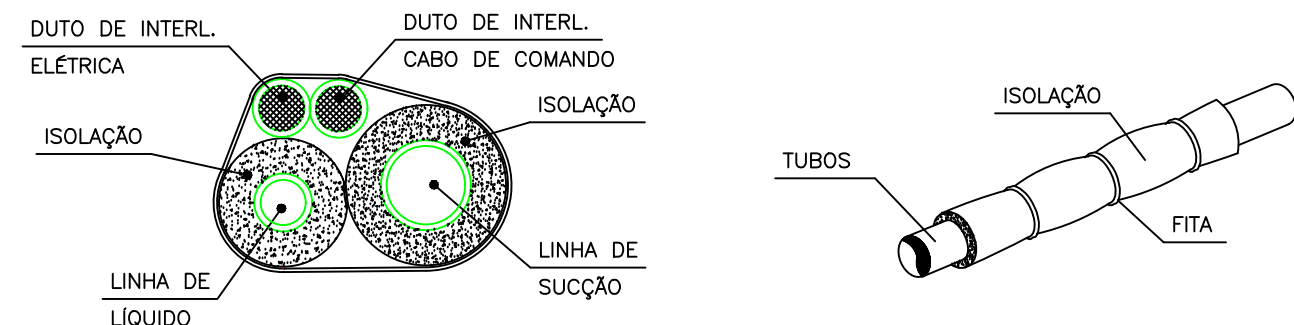 DUTO DE INTERL.
ELÉTRICA
DUTO DE INTERL.
CABO DE COMANDO
ISOLAÇÃO
ISOLAÇÃO
LINHA DE
LÍQUIDO
LINHA DE
SUCÇÃO
ISOLAÇÃO
TUBOS
FITA